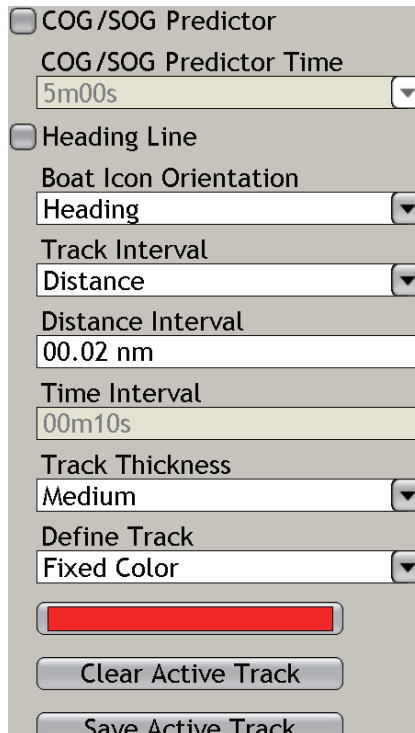 COG/SOG Predictor
COG/SOG Predictor Time
5m00s
Heading Line
Boat Icon Orientation
Heading
Track Interval
Distance
Distance Interval
00.02 nm
Time Interval
00m10s
Track Thickness
Medium
Define Track
Fixed Color
Clear Active Track
Save Active Track